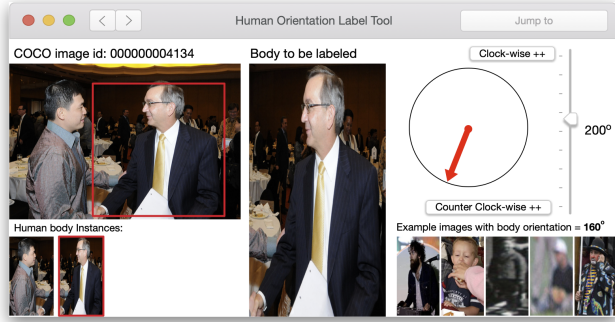 Human Orientation Label Tool
Jump to
COCO image id: 000000004134
Body to be labeled
Clock-wise ++
200°
Counter Clock-wise ++
Human body Instances:
Example images with body orientation = 160°